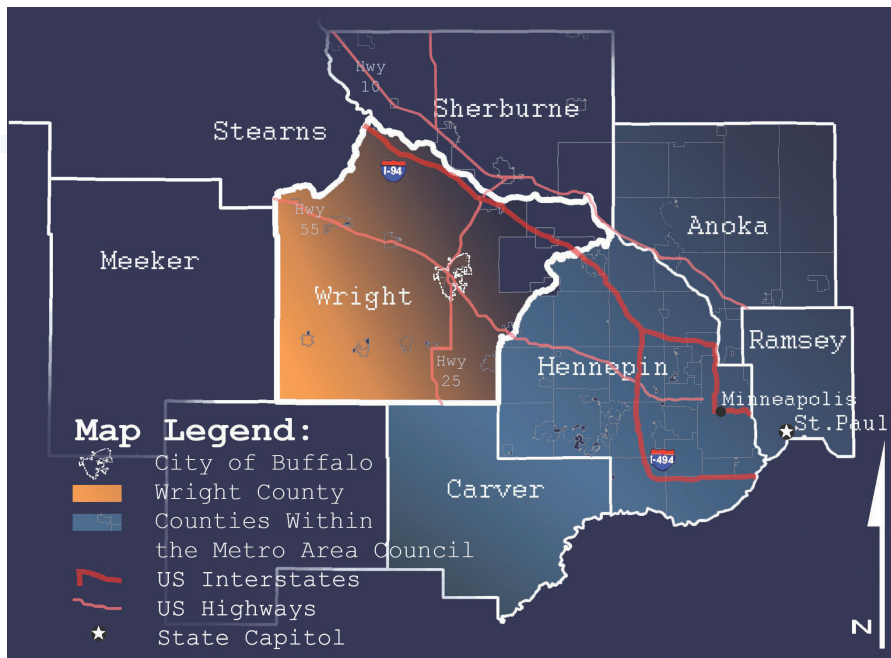 Hwy
10
Sherburne
Stearns
I-94
Hwy
55
Anoka
Meeker
Wright
Ramsey
Hwy
25
Hennepin
Minneapolis
St.Paul
I-494
Carver
Map Legend:
City of Buffalo
Wright County
Counties Within
the Metro Area Council
US Interstates
US Highways
State Capitol
N